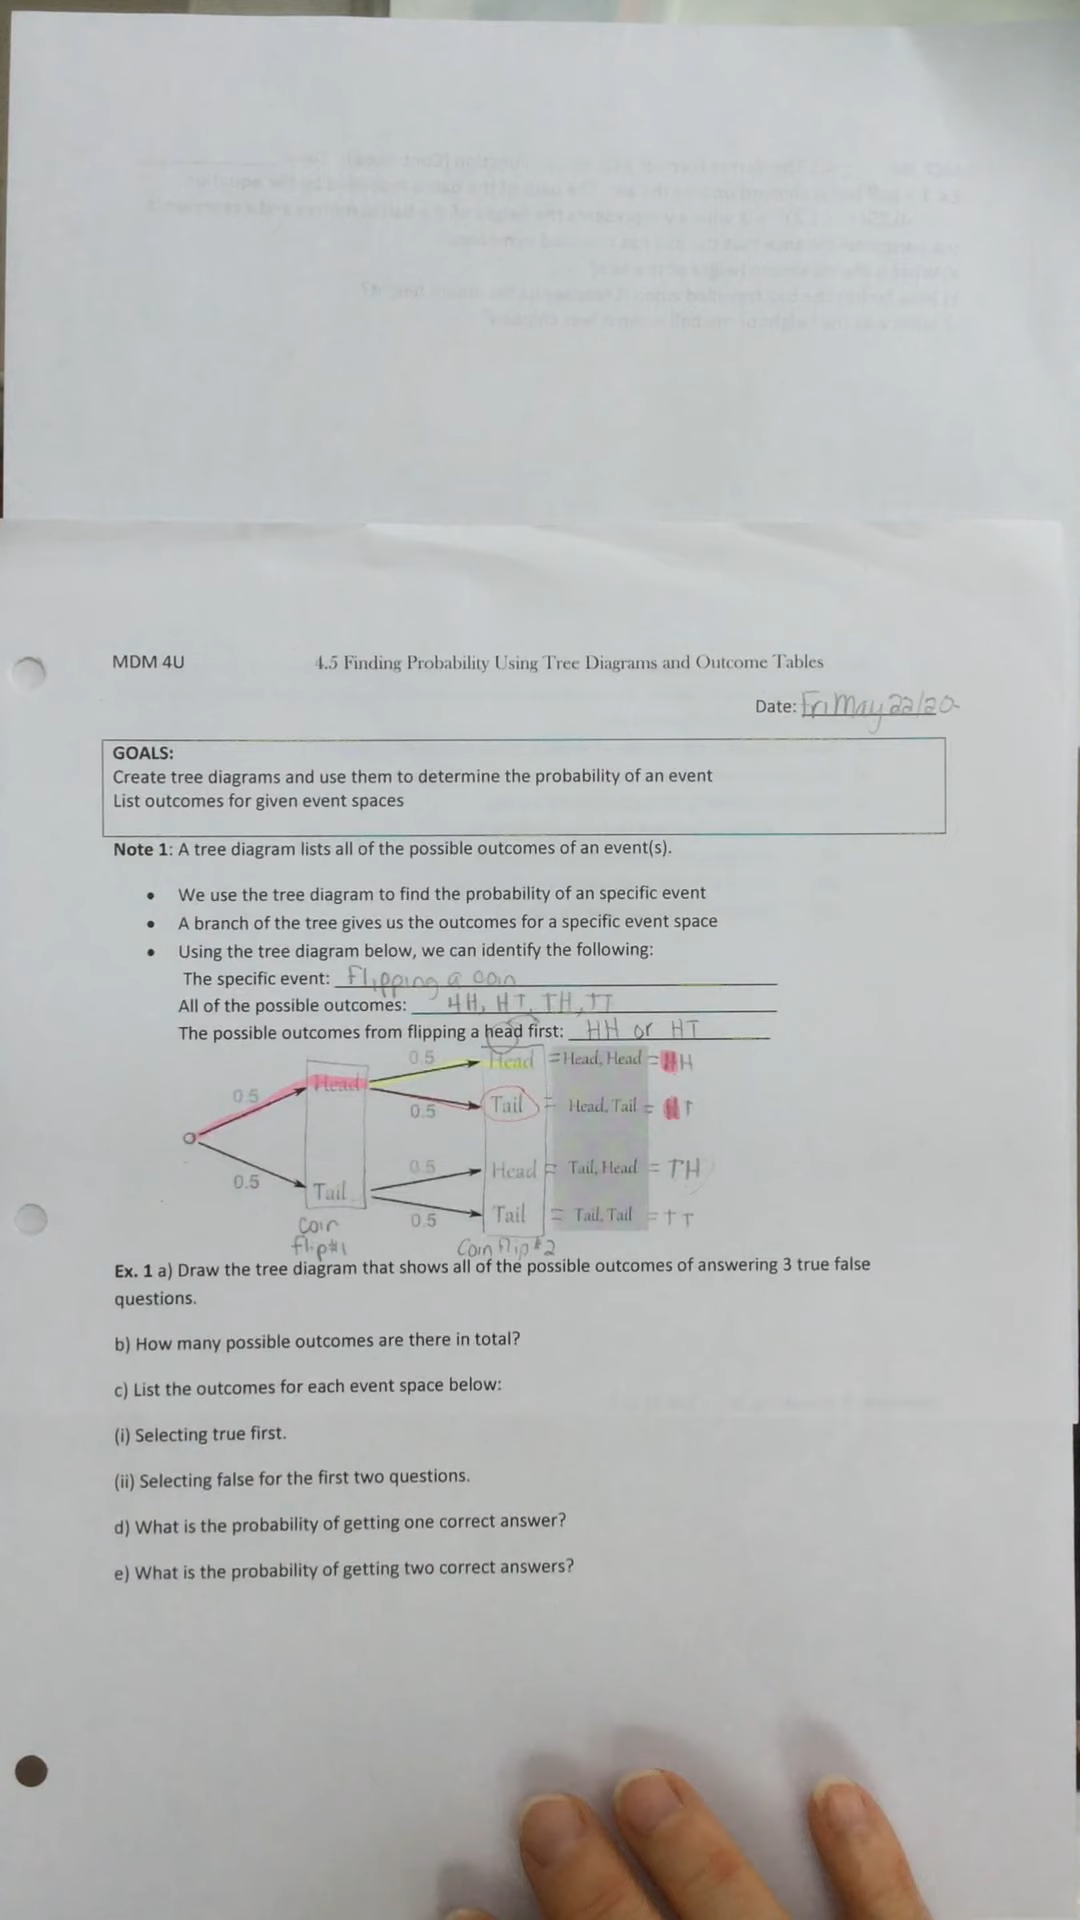 MDM 4U 4.5 Finding Probability Using Tree Diagrams and Outcome Tables
Date: Fri May 22/20
GOALS:
Create tree diagrams and use them to determine the probability of an event
List outcomes for given event spaces
Note 1: A tree diagram lists all of the possible outcomes of an event(s).
• We use the tree diagram to find the probability of an specific event
• A branch of the tree gives us the outcomes for a specific event space
• Using the tree diagram below, we can identify the following:
The specific event: Flipping a coin
All of the possible outcomes: HH, HT, TH, TT
The possible outcomes from flipping a head first: HH or HT
0.5 Head = Head, Head = HH
0.5 Head
0.5 Tail = Head, Tail = HT
0.5 Head = Tail, Head = TH
0.5 Tail
0.5 Tail = Tail, Tail = TT
Coin flip #1
Coin flip #2
Ex. 1 a) Draw the tree diagram that shows all of the possible outcomes of answering 3 true false
questions.
b) How many possible outcomes are there in total?
c) List the outcomes for each event space below:
(i) Selecting true first.
(ii) Selecting false for the first two questions.
d) What is the probability of getting one correct answer?
e) What is the probability of getting two correct answers?